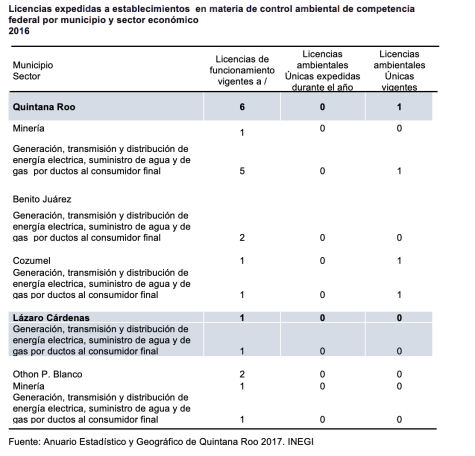 Licencias expedidas a establecimientos en materia de control ambiental de competencia
federal por municipio y sector económico
2016
Municipio
Sector
Licencias de
funcionamiento
vigentes a /
Licencias
ambientales
Únicas expedidas
durante el año
Licencias
ambientales
Únicas
vigentes
Quintana Roo 6 0 1
Minería 1 0 0
Generación, transmisión y distribución de
energía electrica, suministro de agua y de
gas por ductos al consumidor final 5 0 1
Benito Juárez
Generación, transmisión y distribución de
energía electrica, suministro de agua y de
gas por ductos al consumidor final 2 0 0
Cozumel 1 0 1
Generación, transmisión y distribución de
energía electrica, suministro de agua y de
gas por ductos al consumidor final 1 0 1
Lázaro Cárdenas 1 0 0
Generación, transmisión y distribución de
energía electrica, suministro de agua y de
gas por ductos al consumidor final 1 0 0
Othon P. Blanco 2 0 0
Minería 1 0 0
Generación, transmisión y distribución de
energía electrica, suministro de agua y de
gas por ductos al consumidor final 1 0 0
Fuente: Anuario Estadístico y Geográfico de Quintana Roo 2017. INEGI